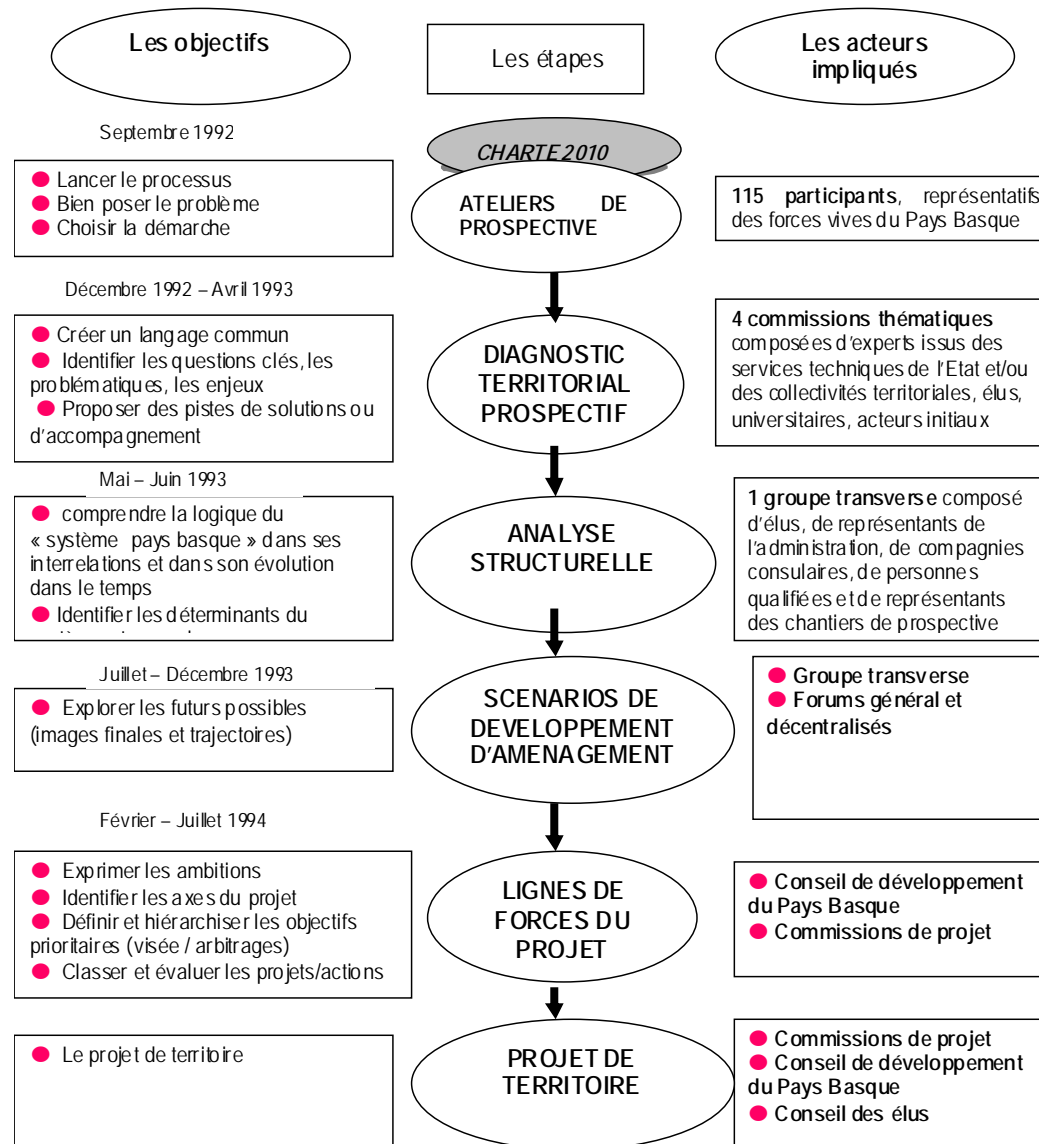 Les objectifs
Les étapes
Les acteurs
impliqués
Septembre 1992
● Lancer le processus
● Bien poser le problème
● Choisir la démarche
CHARTE 2010
ATELIERS DE
PROSPECTIVE
115 participants, représentatifs
des forces vives du Pays Basque
Décembre 1992 – Avril 1993
● Créer un langage commun
● Identifier les questions clés, les
problématiques, les enjeux
● Proposer des pistes de solutions ou
d'accompagnement
DIAGNOSTIC
TERRITORIAL
PROSPECTIF
4 commissions thématiques
composées d'experts issus des
services techniques de l'Etat et/ou
des collectivités territoriales, élus,
universitaires, acteurs initiaux
Mai – Juin 1993
● comprendre la logique du
« système pays basque » dans ses
interrelations et dans son évolution
dans le temps
● Identifier les déterminants du
ANALYSE
STRUCTURELLE
1 groupe transverse composé
d'élus, de représentants de
l'administration, de compagnies
consulaires, de personnes
qualifiées et de représentants
des chantiers de prospective
Juillet – Décembre 1993
● Explorer les futurs possibles
(images finales et trajectoires)
SCENARIOS DE
DEVELOPPEMENT
D'AMENAGEMENT
● Groupe transverse
● Forums général et
décentralisés
Février – Juillet 1994
● Exprimer les ambitions
● Identifier les axes du projet
● Définir et hiérarchiser les objectifs
prioritaires (visée / arbitrages)
● Classer et évaluer les projets/actions
LIGNES DE
FORCES DU
PROJET
● Conseil de développement
du Pays Basque
● Commissions de projet
● Le projet de territoire
PROJET DE
TERRITOIRE
● Commissions de projet
● Conseil de développement
du Pays Basque
● Conseil des élus